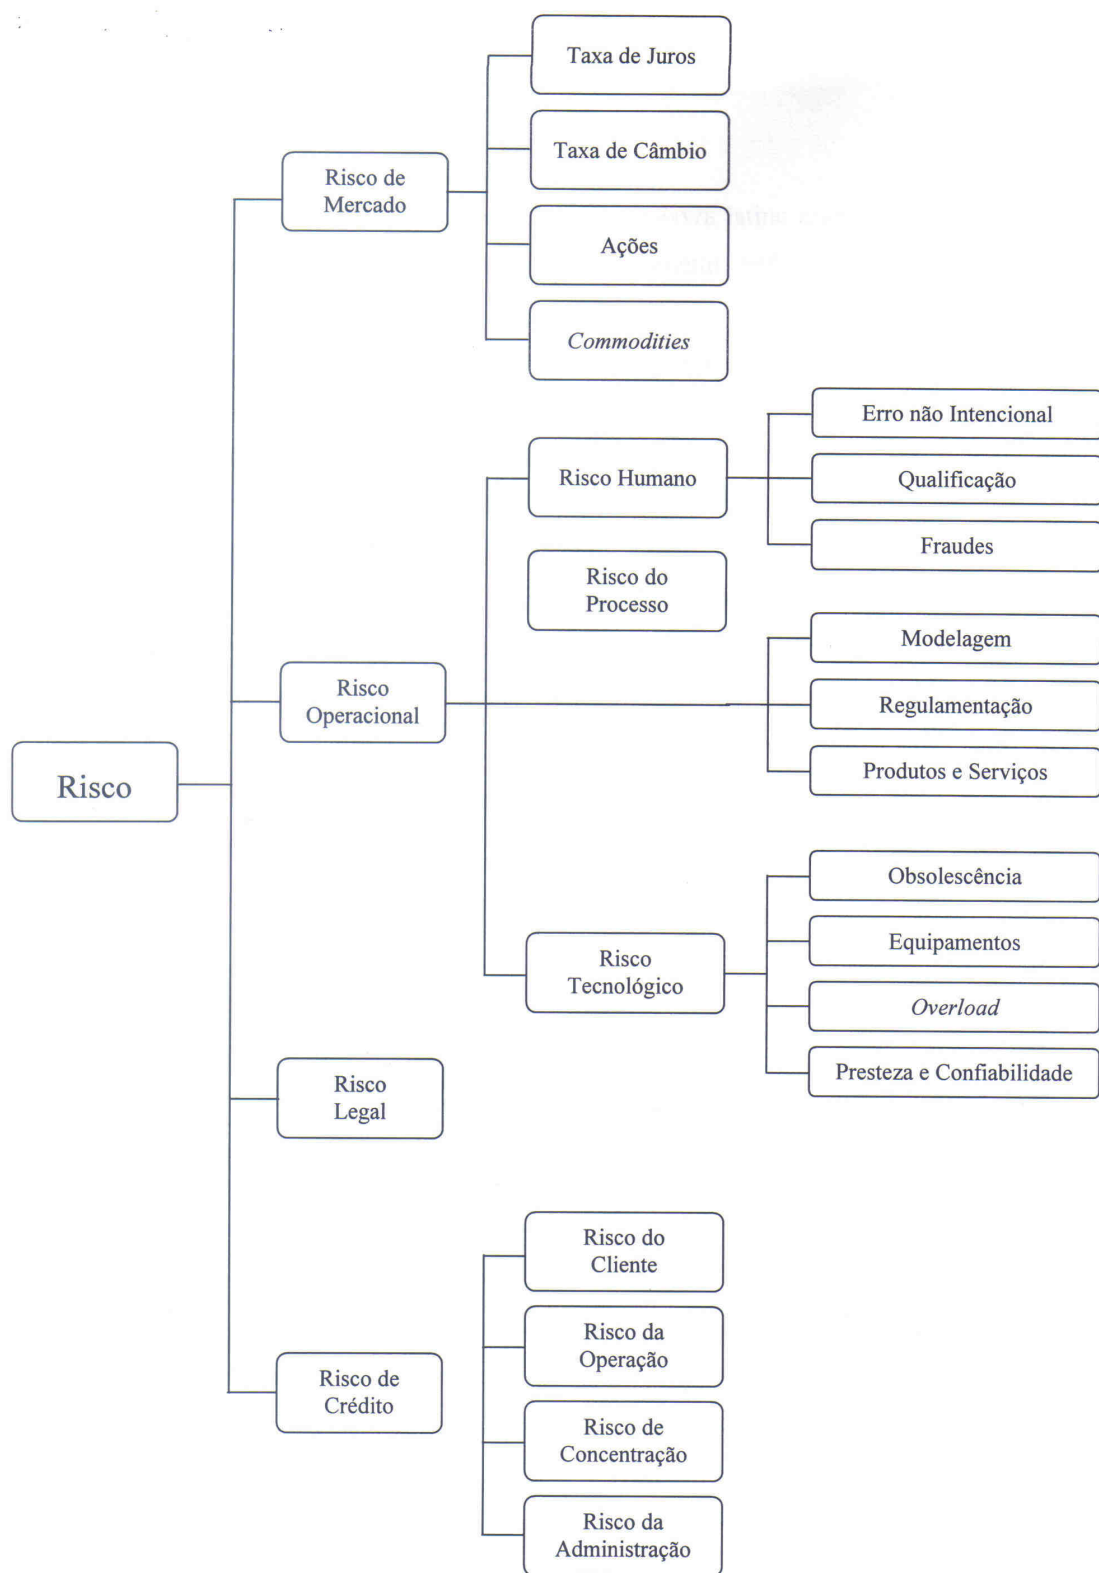 Taxa de Juros
Taxa de Câmbio
Risco de
Mercado
Ações
Commodities
Erro não Intencional
Risco Humano
Qualificação
Fraudes
Risco do
Processo
Modelagem
Risco
Operacional
Regulamentação
Produtos e Serviços
Risco
Obsolescência
Equipamentos
Risco
Tecnológico
Overload
Presteza e Confiabilidade
Risco
Legal
Risco do
Cliente
Risco da
Operação
Risco de
Crédito
Risco de
Concentração
Risco da
Administração